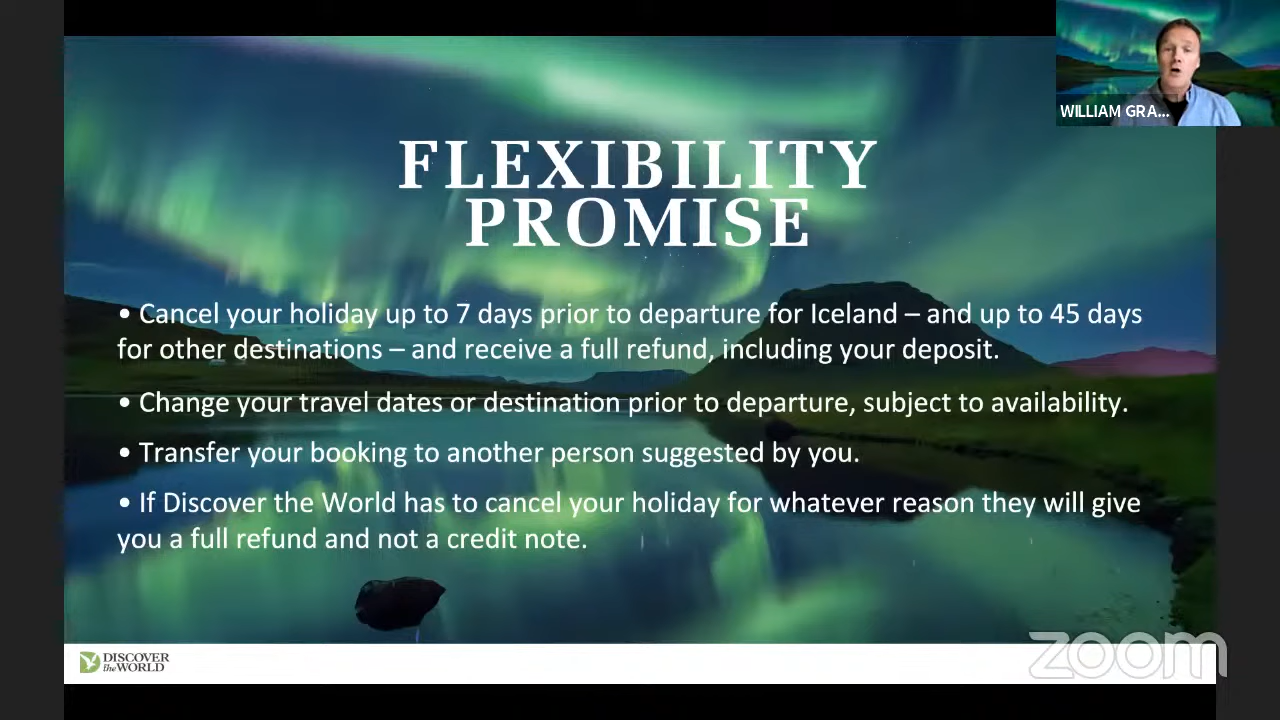 WILLIAM GRA...
FLEXIBILITY
PROMISE
• Cancel your holiday up to 7 days prior to departure for Iceland – and up to 45 days
for other destinations – and receive a full refund, including your deposit.
• Change your travel dates or destination prior to departure, subject to availability.
• Transfer your booking to another person suggested by you.
• If Discover the World has to cancel your holiday for whatever reason they will give
you a full refund and not a credit note.
DISCOVER
the WORLD
zoom